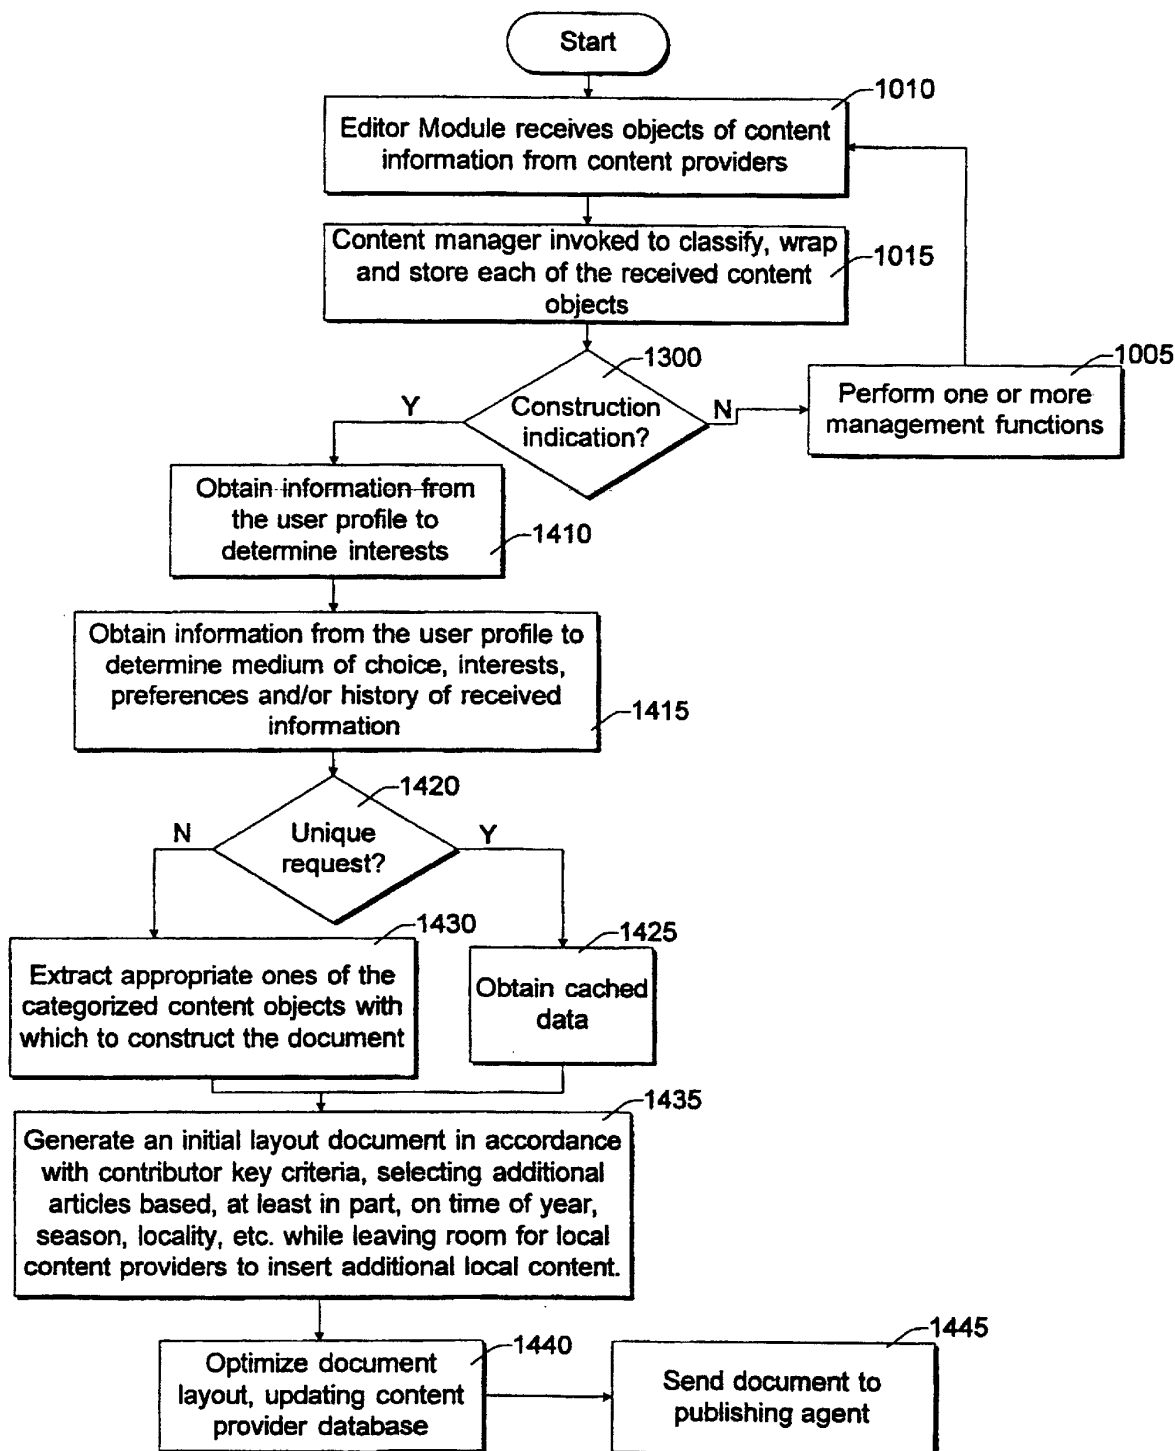 Start
1010
Editor Module receives objects of content
information from content providers
Content manager invoked to classify, wrap
and store each of the received content
objects
1015
1300
Construction
indication?
Y
N
1005
Perform one or more
management functions
Obtain information from
the user profile to
determine interests
1410
Obtain information from the user profile to
determine medium of choice, interests,
preferences and/or history of received
information
1415
1420
Unique
request?
N
Y
1430
Extract appropriate ones of the
categorized content objects with
which to construct the document
1425
Obtain cached
data
1435
Generate an initial layout document in accordance
with contributor key criteria, selecting additional
articles based, at least in part, on time of year,
season, locality, etc. while leaving room for local
content providers to insert additional local content.
1440
Optimize document
layout, updating content
provider database
1445
Send document to
publishing agent